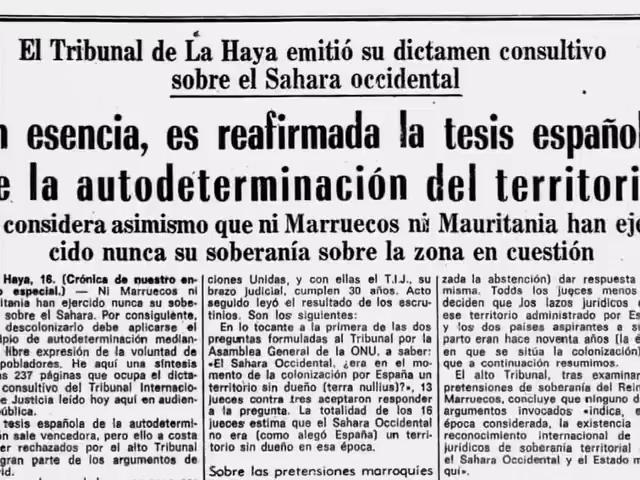 El Tribunal de La Haya emitió su dictamen consultivo
sobre el Sahara occidental
n esencia, es reafirmada la tesis español
e la autodeterminación del territori
considera asimismo que ni Marruecos ni Mauritania han ejer
cido nunca su soberanía sobre la zona en cuestión
Haya, 16. (Crónica de nuestro en-
especial.) — Ni Marruecos ni
itania han ejercido nunca su sobe-
sobre el Sahara. Por consiguiente,
descolonizarlo debe aplicarse el
ipio de autodeterminación median-
libre expresión de la voluntad de
pobladores. He aquí una síntesis
as 237 páginas que ocupa el dicta-
consultivo del Tribunal Internacio-
e Justicia leído hoy aquí en audien-
pública.
tesis española de la autodetermi-
ón sale vencedora, pero ello a costa
er rechazados por el alto Tribunal
gran parte de los argumentos de
rid.
ciones Unidas, y con ellas el T.I.J., su
brazo judicial, cumplen 30 años. Acto
seguido leyó el resultado de los escru-
tinios. Son los siguientes:
En lo tocante a la primera de las dos
preguntas formuladas al Tribunal por la
Asamblea General de la ONU, a saber:
«El Sahara Occidental, ¿era en el mo-
mento de la colonización por España un
territorio sin dueño (terra nullius)?», 13
jueces contra tres aceptaron responder
a la pregunta. La totalidad de los 16
jueces estima que el Sahara Occidental
no era (como alegó España) un terri-
torio sin dueño en esa época.
Sobre las pretensiones marroquíes
zada la abstención) dar respuesta
misma. Todós los jueces menos
deciden que los lazos jurídicos
ese territorio administrado por Es
y los dos países aspirantes a si
parto eran hace noventa años (la é
en que se sitúa la colonización)
que a continuación resumimos.
El alto Tribunal, tras examinar
pretensiones de soberanía del Rein
Marruecos, concluye que ninguno de
argumentos invocados «indica, en
época considerada, la existencia
reconocimiento internacional de
jurídicos de soberanía territorial
el Sahara Occidental y el Estado m
quí».